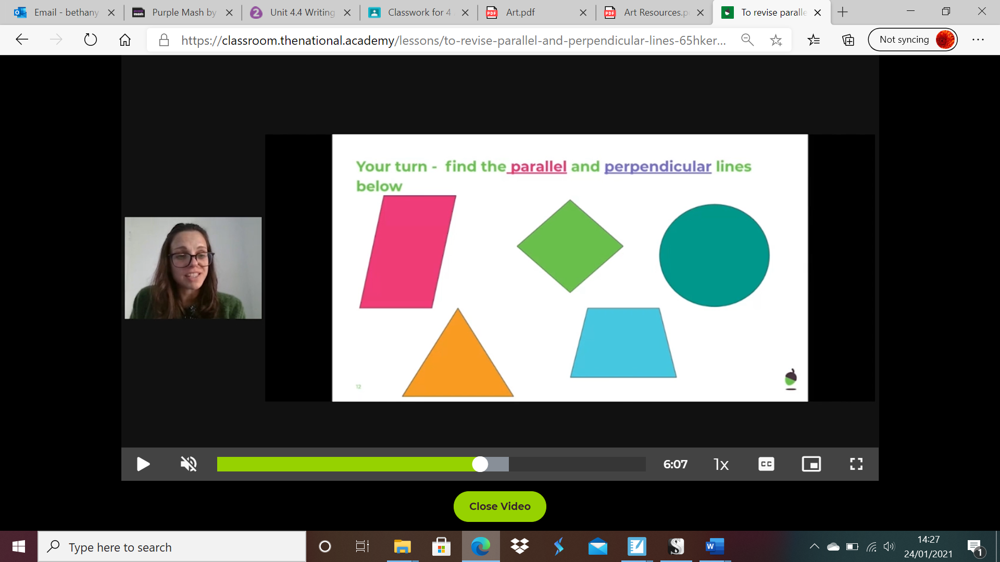 Email - bethany
Purple Mash by
Unit 4.4 Writing
Classwork for 4
Art.pdf
Art Resources.p
To revise paralle
https://classroom.thenational.academy/lessons/to-revise-parallel-and-perpendicular-lines-65hker...
Not syncing
Your turn - find the parallel and perpendicular lines
below
12
6:07
1x
CC
Close Video
Type here to search
14:27
24/01/2021
1